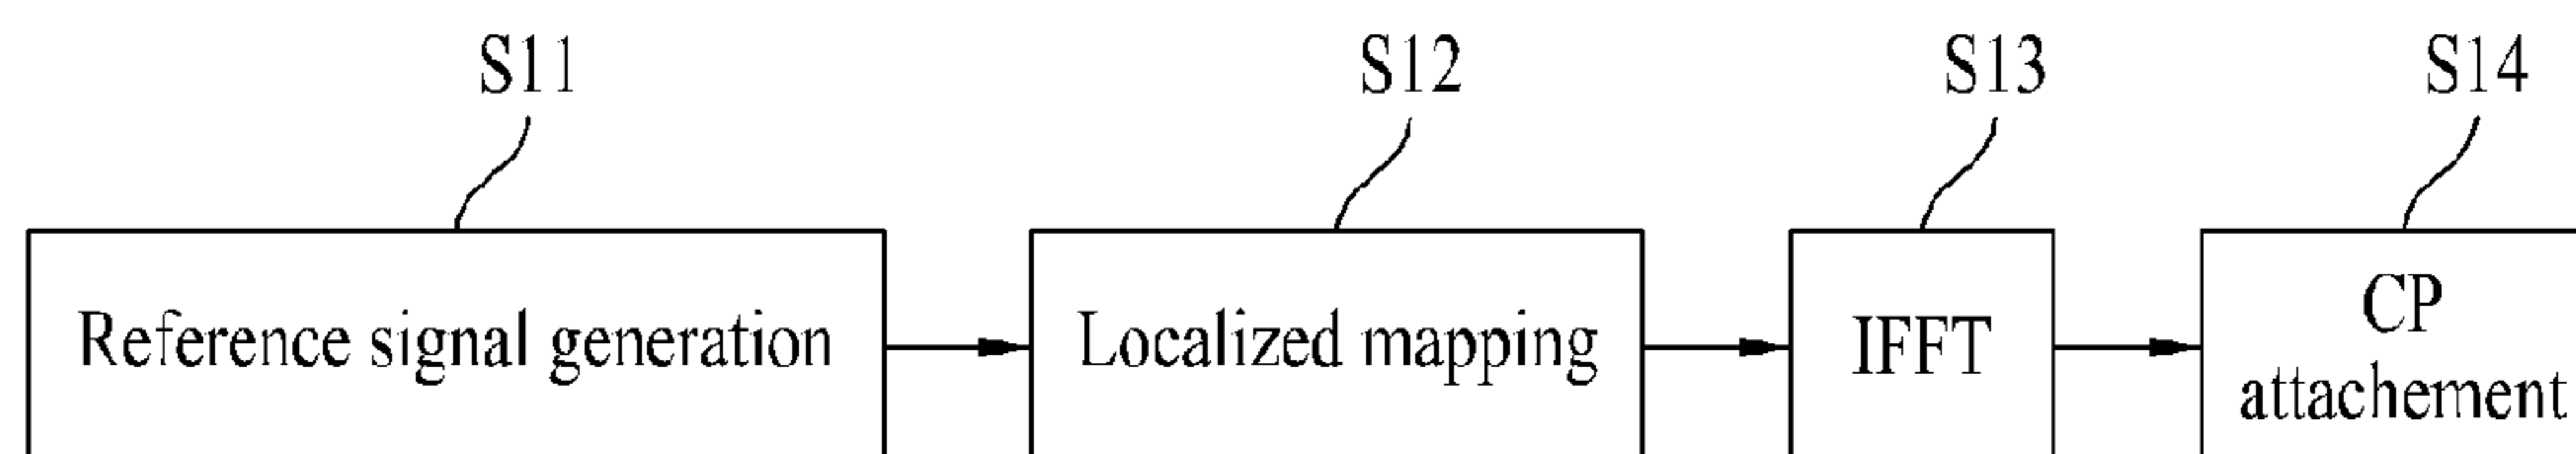 S11
S12
S13
S14
Reference signal generation
Localized mapping
IFFT
CP
attachement